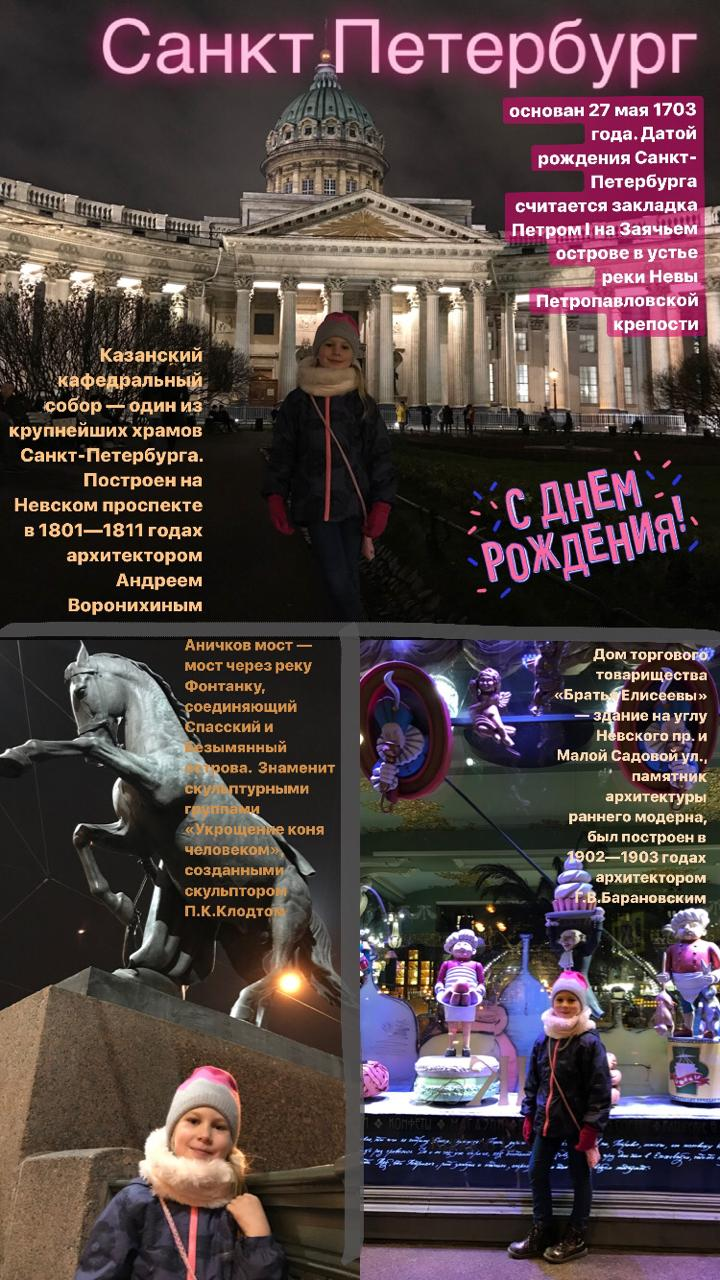 Санкт Петербург
основан 27 мая 1703
года. Датой
рождения Санкт-
Петербурга
считается закладка
Петром I на Заячьем
острове в устье
реки Невы
Петропавловской
крепости
Казанский
кафедральный
собор — один из
крупнейших храмов
Санкт-Петербурга.
Построен на
Невском проспекте
в 1801—1811 годах
архитектором
Андреем
Воронихиным
С ДНЕМ
РОЖДЕНИЯ!
Аничков мост —
мост через реку
Фонтанку,
соединяющий
Спасский и
Безымянный
острова. Знаменит
скульптурными
группами
«Укрощение коня
человеком»
созданными
скульптором
П.К.Клодтом
Дом торгового
товарищества
«Братья Елисеевы»
— здание на углу
Невского пр. и
Малой Садовой ул.,
памятник
архитектуры
раннего модерна,
был построен в
1902—1903 годах
архитектором
Г.В.Барановским
КОНФЕТЫ